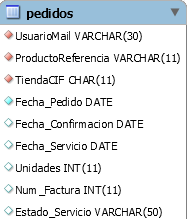 pedidos
UsuarioMail VARCHAR(30)
ProductoReferencia VARCHAR(11)
TiendaCIF CHAR(11)
Fecha_Pedido DATE
Fecha_Confirmacion DATE
Fecha_Servicio DATE
Unidades INT(11)
Num_Factura INT(11)
Estado_Servicio VARCHAR(50)